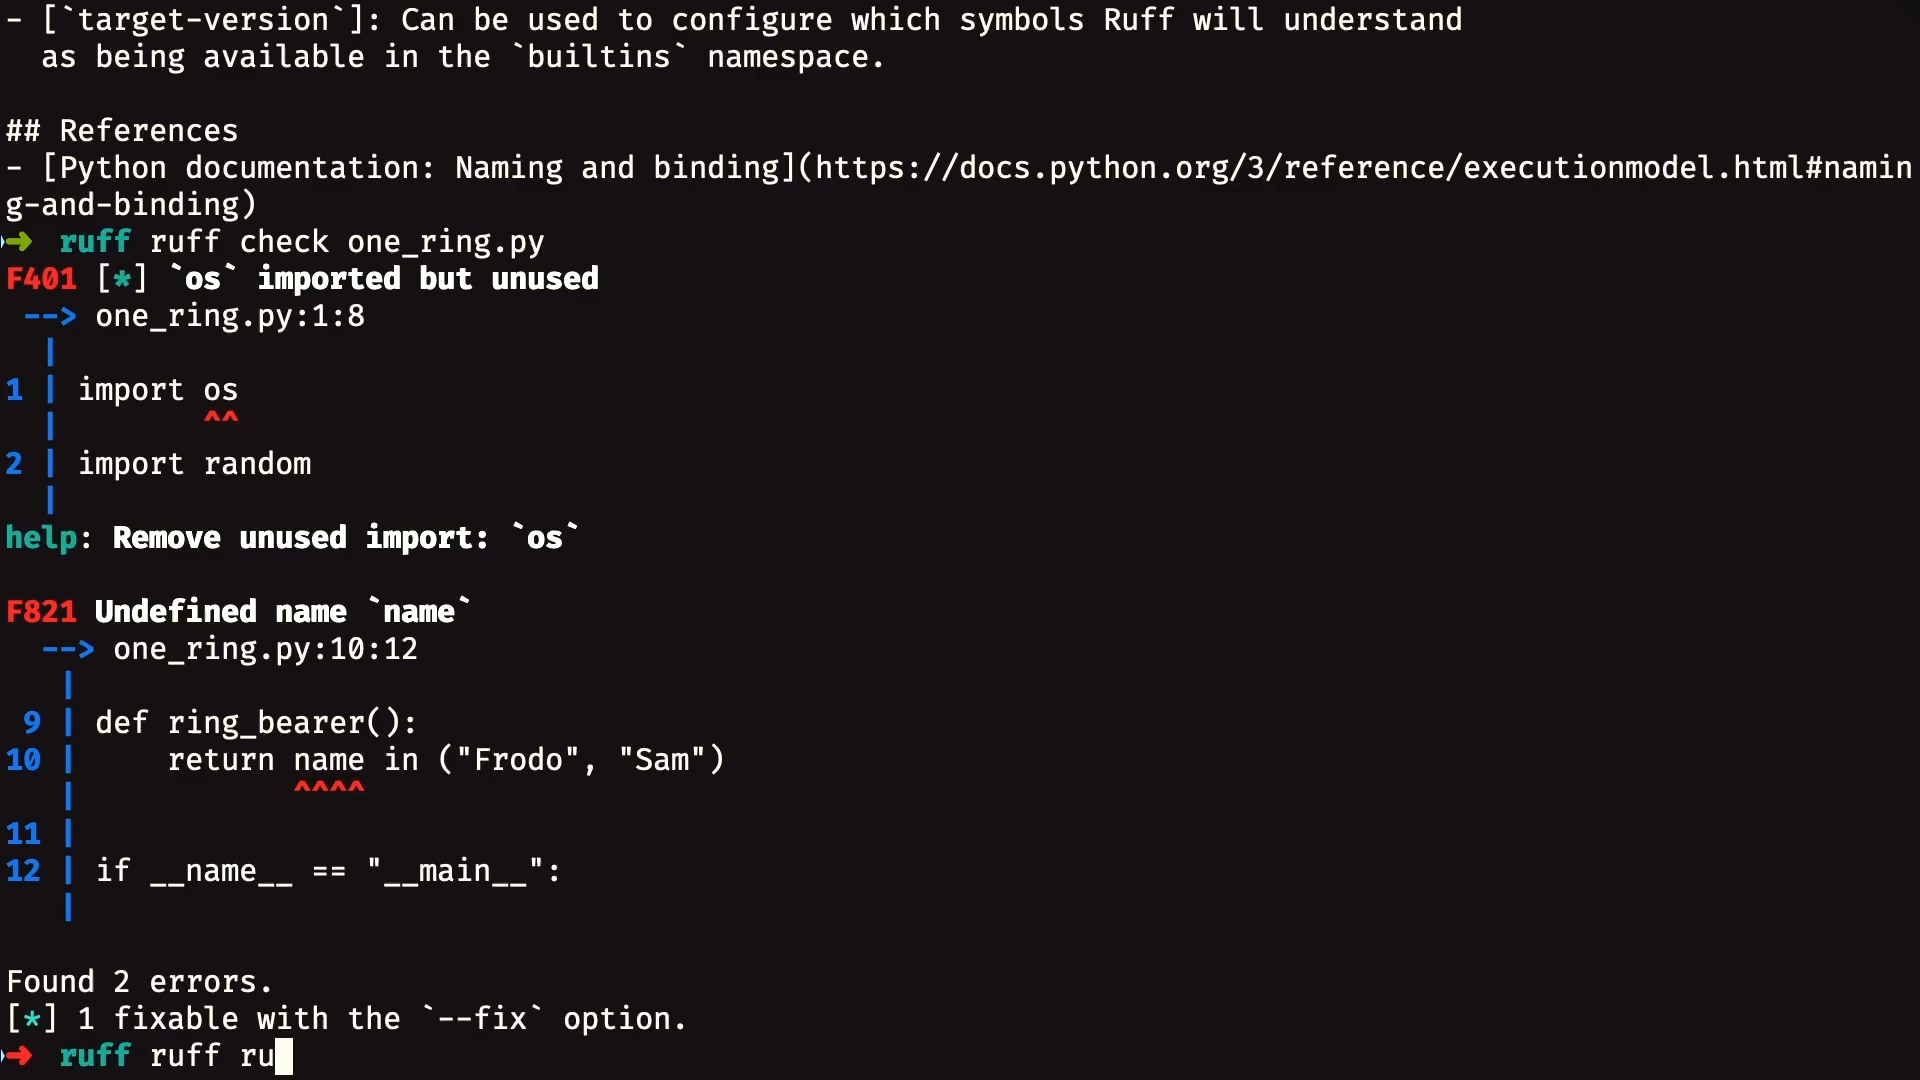 - [`target-version`]: Can be used to configure which symbols Ruff will understand
  as being available in the `builtins` namespace.

## References
- [Python documentation: Naming and binding](https://docs.python.org/3/reference/executionmodel.html#namin
g-and-binding)
➜  ruff ruff check one_ring.py
F401 [*] `os` imported but unused
 --> one_ring.py:1:8
  |
1 | import os
  |        ^^
2 | import random
  |
help: Remove unused import: `os`

F821 Undefined name `name`
  --> one_ring.py:10:12
   |
 9 | def ring_bearer():
10 |     return name in ("Frodo", "Sam")
   |            ^^^^
11 |
12 | if __name__ == "__main__":
   |

Found 2 errors.
[*] 1 fixable with the `--fix` option.
➜  ruff ruff ru